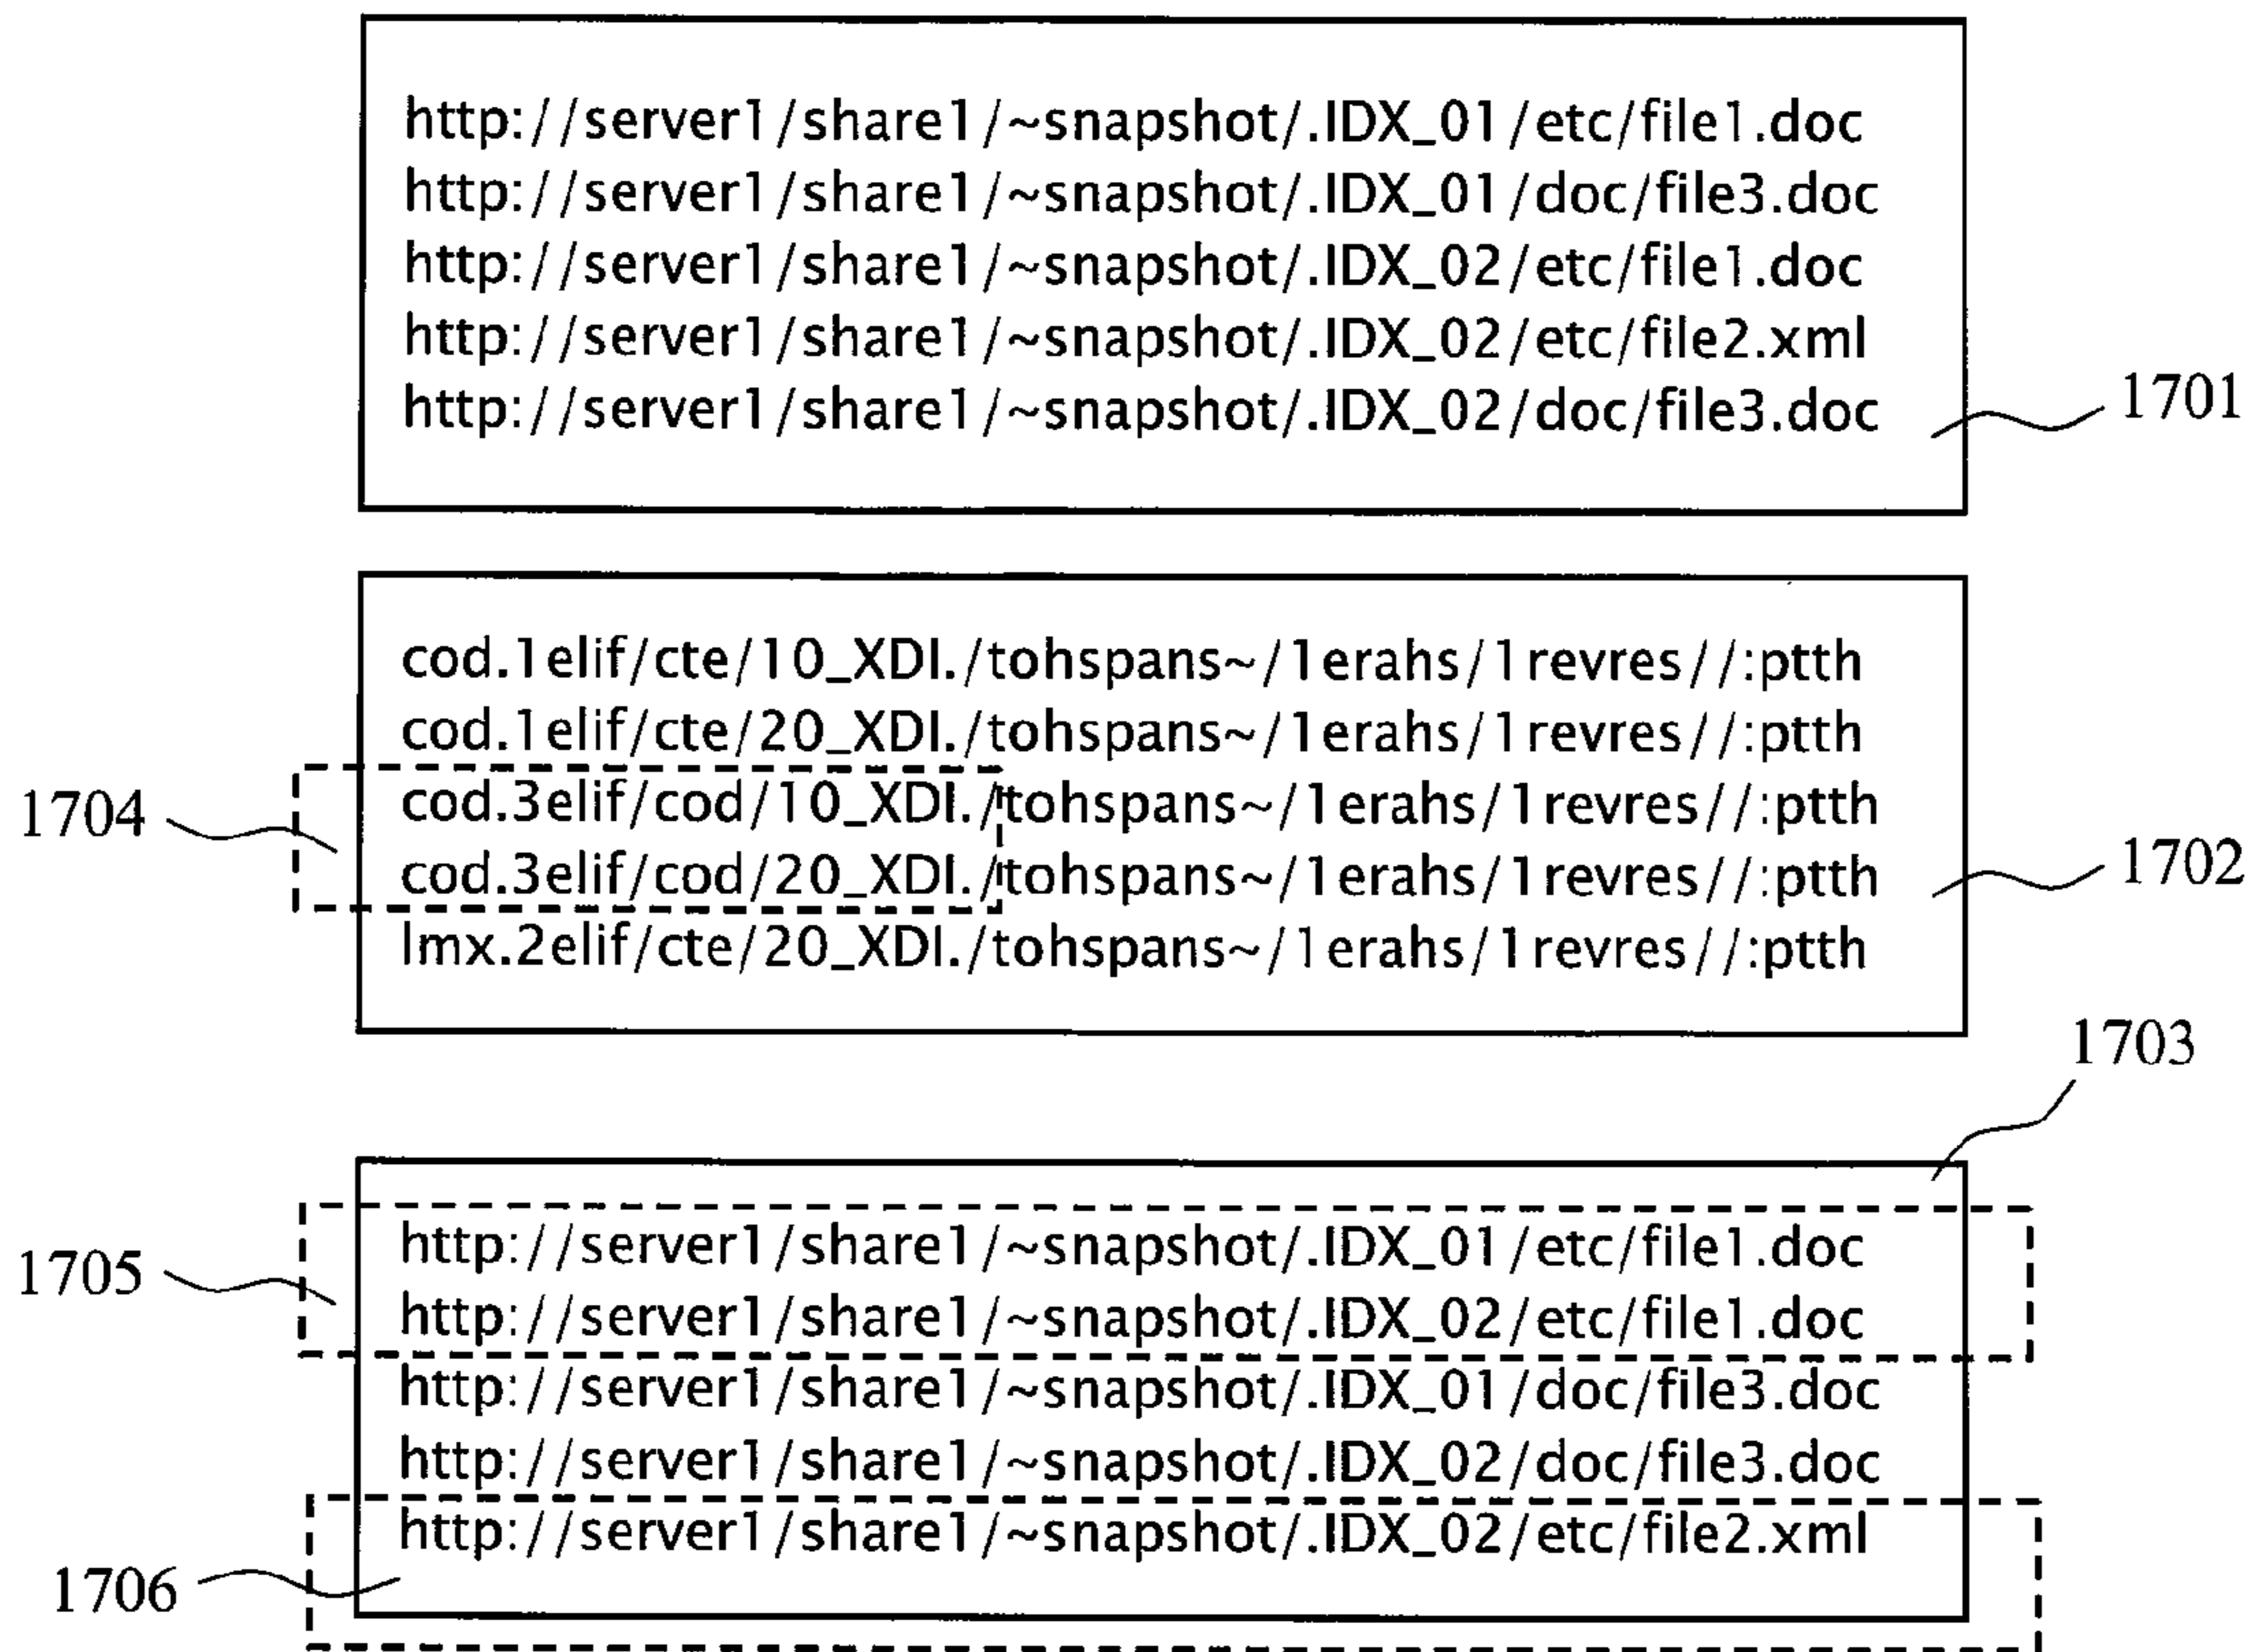 http://server1/share1/~snapshot/.IDX_01/etc/file1.doc
http://server1/share1/~snapshot/.IDX_01/doc/file3.doc
http://server1/share1/~snapshot/.IDX_02/etc/file1.doc
http://server1/share1/~snapshot/.IDX_02/etc/file2.xml
http://server1/share1/~snapshot/.IDX_02/doc/file3.doc
1701
cod.1elif/cte/10_XDI./tohspans~/1erahs/1revres//:ptth
cod.1elif/cte/20_XDI./tohspans~/1erahs/1revres//:ptth
cod.3elif/cod/10_XDI./tohspans~/1erahs/1revres//:ptth
1704
cod.3elif/cod/20_XDI./tohspans~/1erahs/1revres//:ptth
1702
lmx.2elif/cte/20_XDI./tohspans~/1erahs/1revres//:ptth
1703
http://server1/share1/~snapshot/.IDX_01/etc/file1.doc
1705
http://server1/share1/~snapshot/.IDX_02/etc/file1.doc
http://server1/share1/~snapshot/.IDX_01/doc/file3.doc
http://server1/share1/~snapshot/.IDX_02/doc/file3.doc
http://server1/share1/~snapshot/.IDX_02/etc/file2.xml
1706